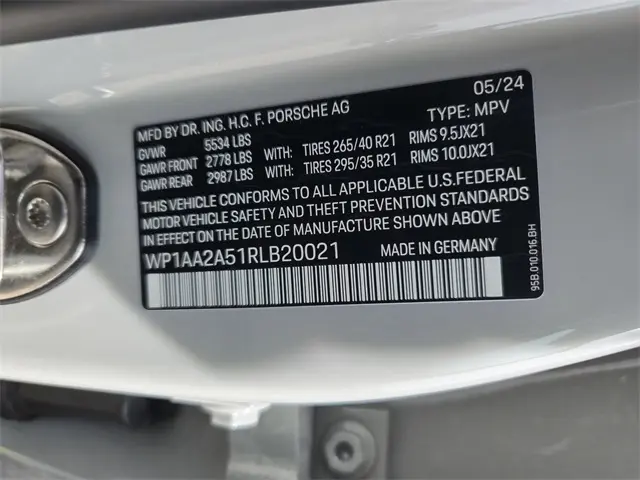 05/24
MFD BY DR. ING. H.C. F. PORSCHE AG TYPE: MPV
GVWR 5534 LBS
GAWR FRONT 2778 LBS WITH: TIRES 265/40 R21 RIMS 9.5JX21
GAWR REAR 2987 LBS WITH: TIRES 295/35 R21 RIMS 10.0JX21
THIS VEHICLE CONFORMS TO ALL APPLICABLE U.S.FEDERAL
MOTOR VEHICLE SAFETY AND THEFT PREVENTION STANDARDS
IN EFFECT ON THE DATE OF MANUFACTURE SHOWN ABOVE
WP1AA2A51RLB20021 MADE IN GERMANY
95B.010.016.BH